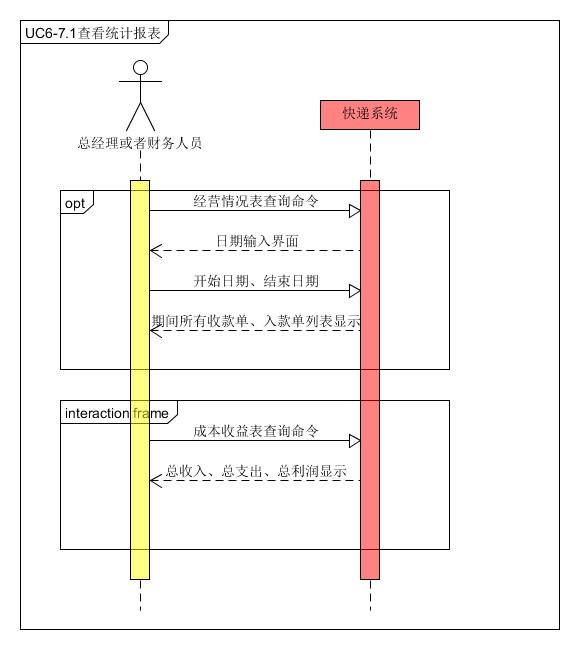 UC6-7.1查看统计报表
总经理或者财务人员
快递系统
opt
经营情况表查询命令
日期输入界面
开始日期、结束日期
期间所有收款单、入款单列表显示
interaction frame
成本收益表查询命令
总收入、总支出、总利润显示